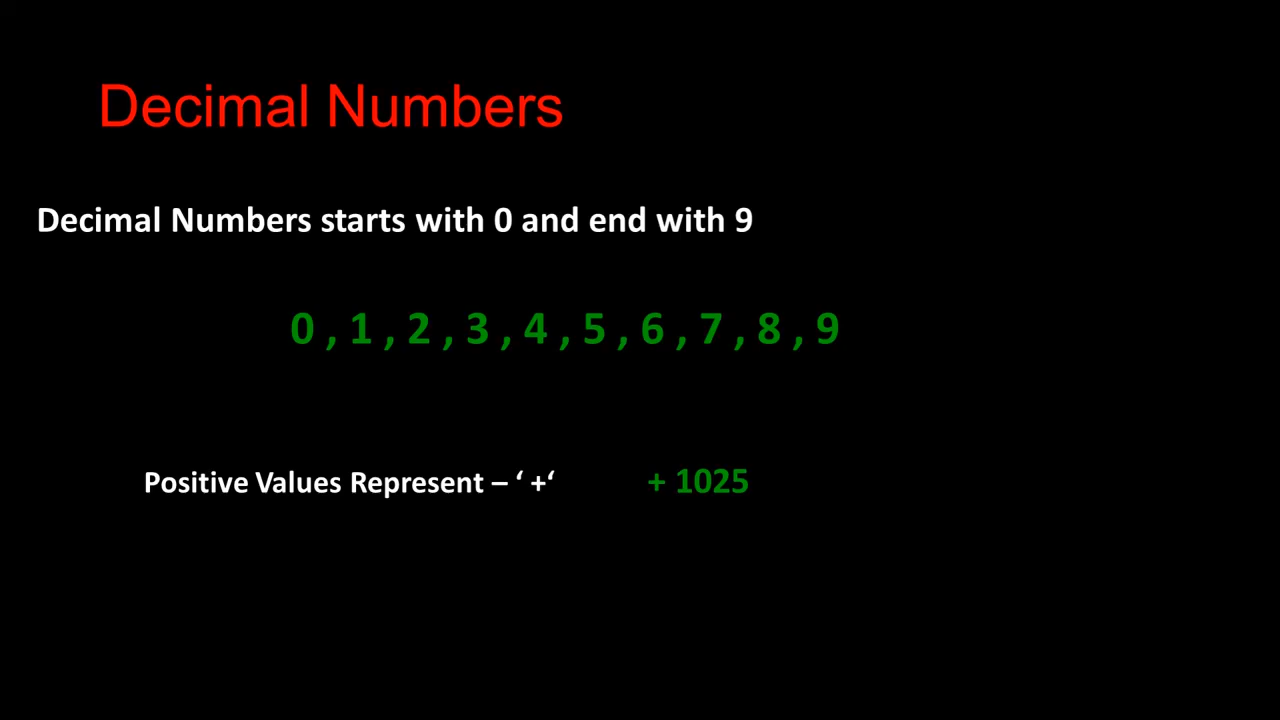 Decimal Numbers
Decimal Numbers starts with 0 and end with 9
0 , 1 , 2 , 3 , 4 , 5 , 6 , 7 , 8 , 9
Positive Values Represent – ‘ +‘ + 1025